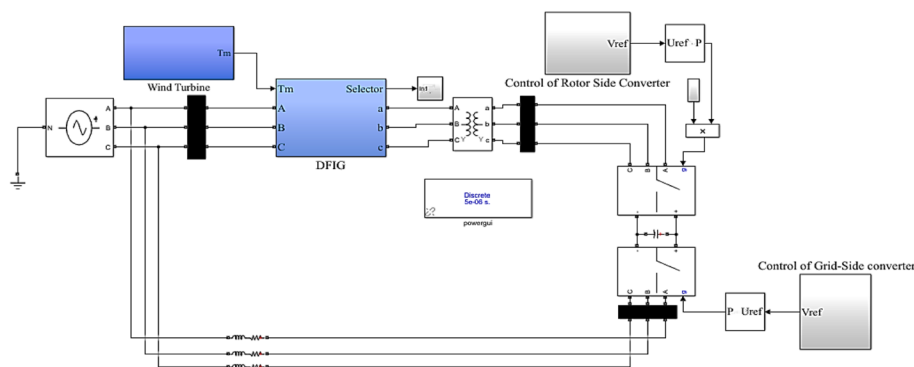 Tm
Wind Turbine
Vref
Uref P
Control of Rotor Side Converter
N
A
B
C
Tm
A
B
C
Selector
a
b
c
DFIG
A
B
C
Y
Y
a
b
c
×
C
B
A
g
-
+
Discrete
5e-06 s.
powergui
-
+
C
B
A
g
Control of Grid-Side converter
P Uref
Vref